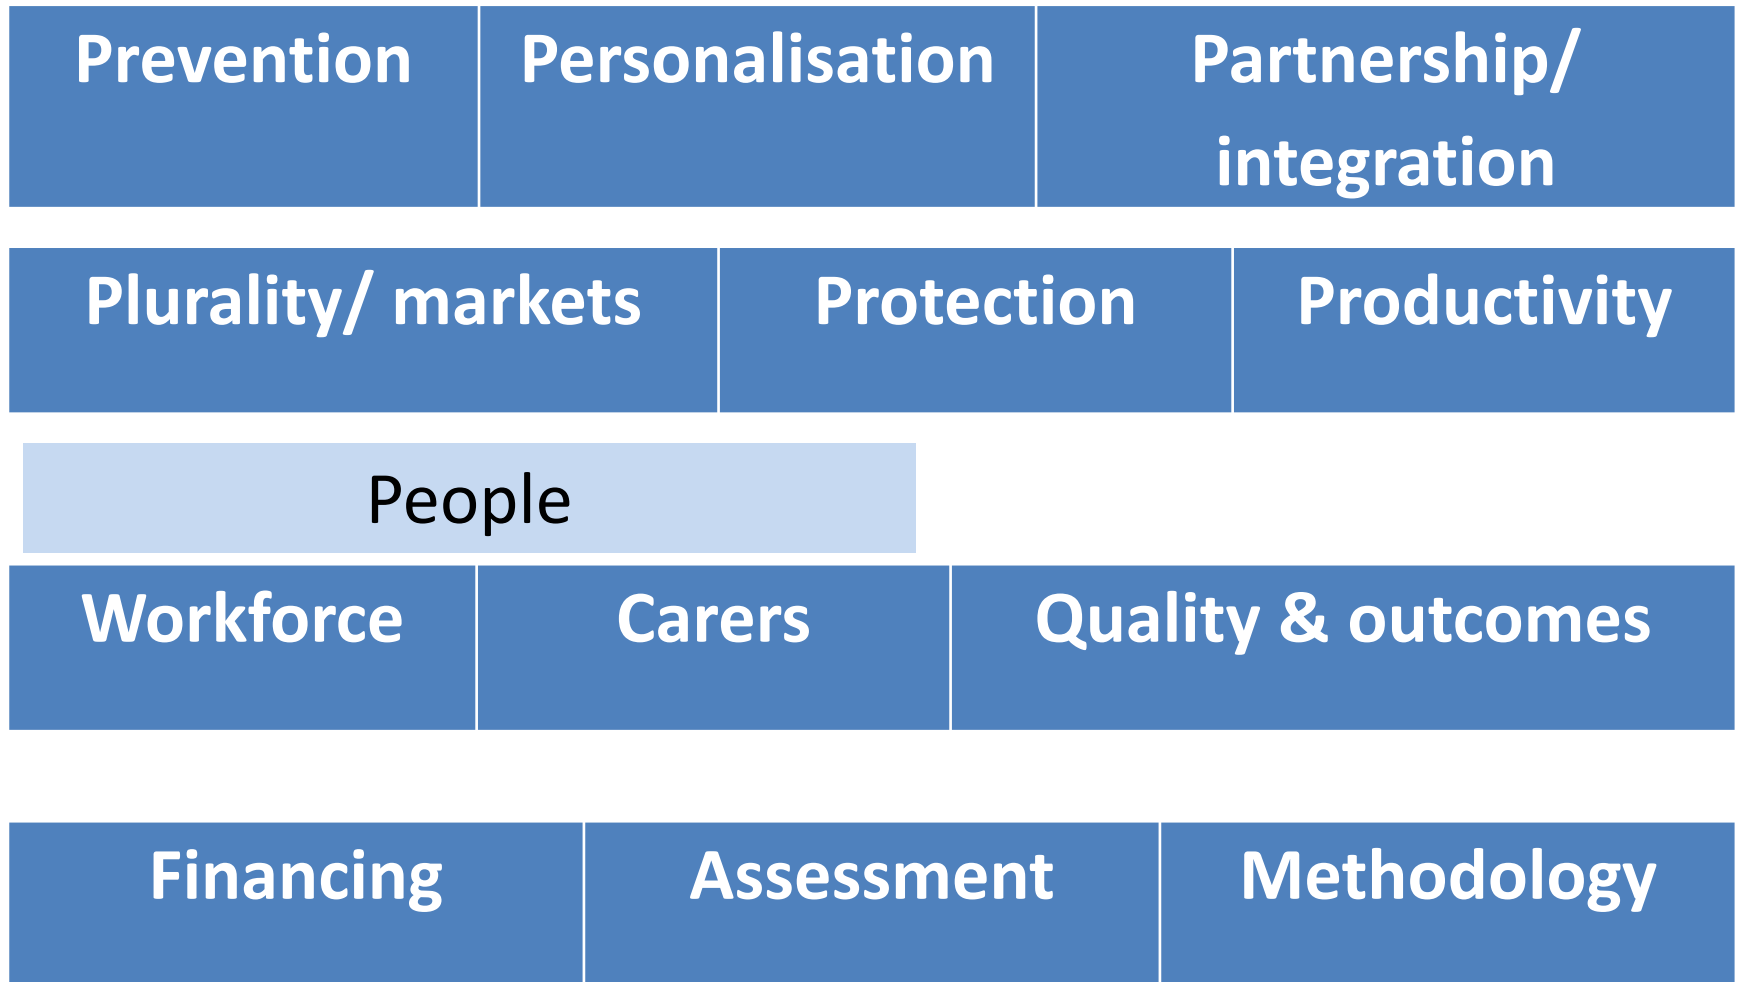 Prevention
Personalisation
Partnership/
integration
Plurality/ markets
Protection
Productivity
People
Workforce
Carers
Quality & outcomes
Financing
Assessment
Methodology